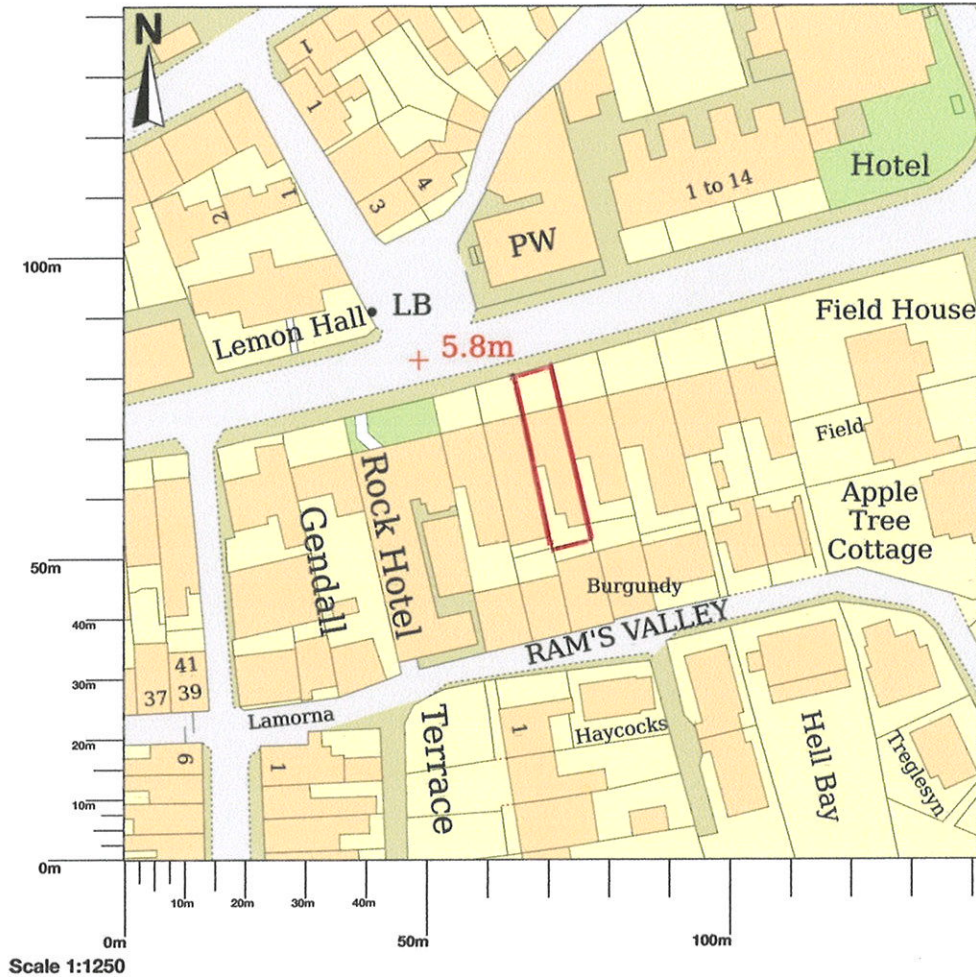 N
1
1
3
4
2
1
PW
1 to 14
Hotel
100m
LB
Lemon Hall
5.8m
Field House
Field
Rock Hotel
Gendall
Apple
Tree
Cottage
50m
Burgundy
RAM'S VALLEY
40m
41
37 39
30m
Lamorna
Terrace
1
Haycocks
Hell Bay
Treglesyn
20m
9
1
10m
0m
10m 20m 30m 40m
0m 50m 100m
Scale 1:1250